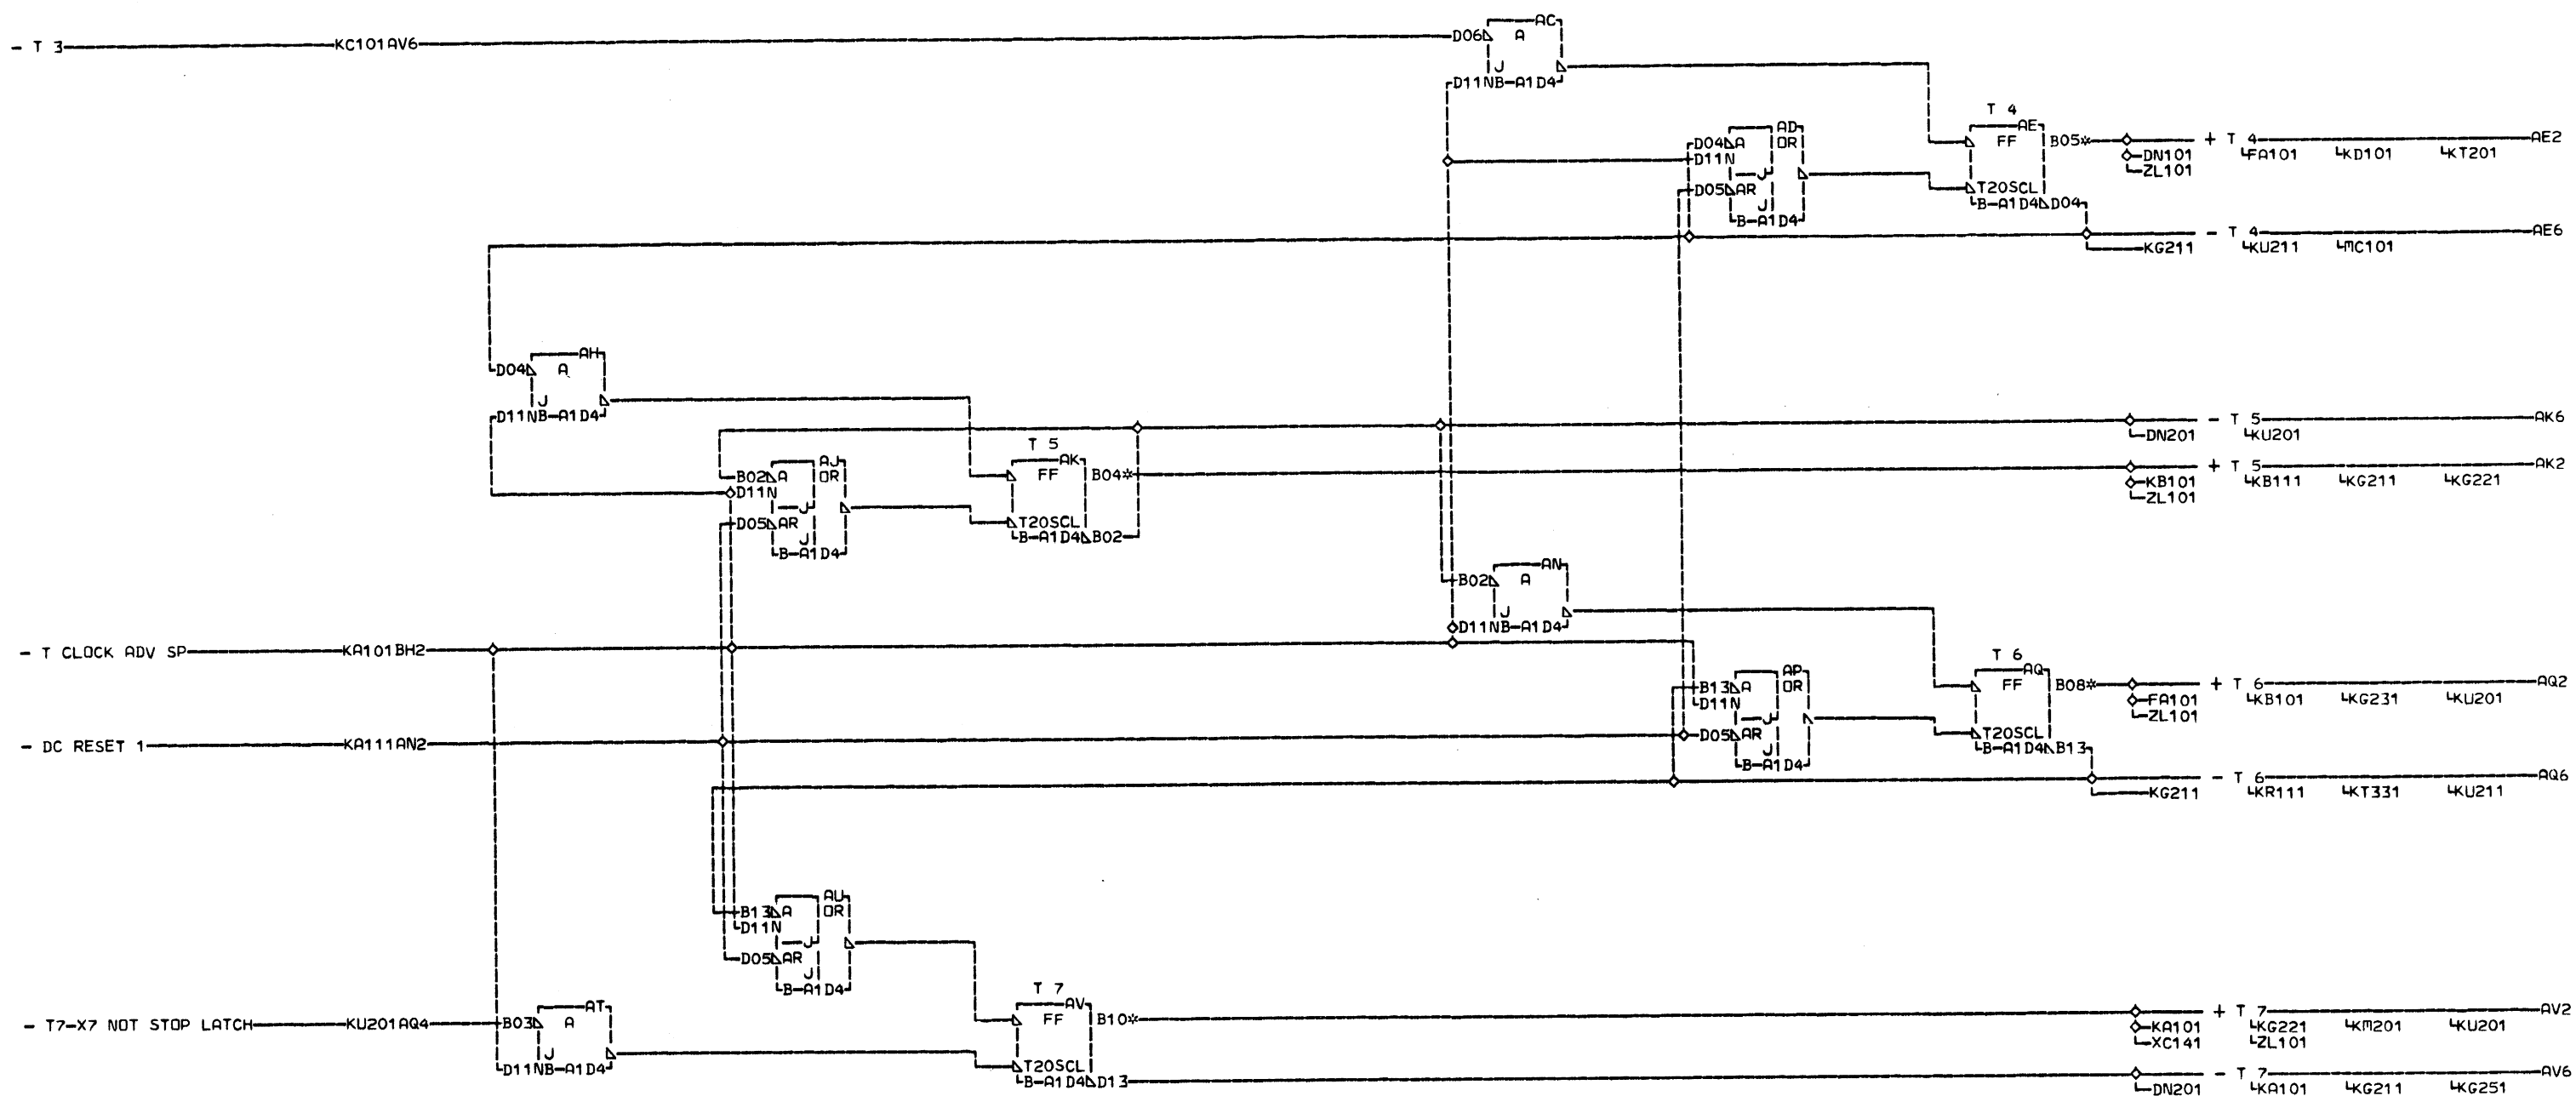 AC
- T 3 KC101AV6 D06 A
J
D11NB-A1D4
T 4
AD AE
D04 A OR FF B05* + T 4 AE2
D11N DN101 FA101 KD101 KT201
J ZL101
D05 AR T20SCL
J B-A1D4 D04
B-A1D4
- T 4 AE6
KG211 KU211 MC101
AH
D04 A
J
D11NB-A1D4
- T 5 AK6
DN201 KU201
T 5
AJ AK
B02 A OR FF B04* + T 5 AK2
D11N KB101 KB111 KG211 KG221
J ZL101
D05 AR T20SCL
J B-A1D4 B02
B-A1D4
AN
B02 A
J
D11NB-A1D4
- T CLOCK ADV SP KA101BH2
T 6
AP AQ
B13 A OR FF B08* + T 6 AQ2
D11N FA101 KB101 KG231 KU201
J ZL101
- DC RESET 1 KA111AN2 D05 AR T20SCL
J B-A1D4 B13
B-A1D4
- T 6 AQ6
KG211 KR111 KT331 KU211
AU
B13 A OR
D11N
J
D05 AR
J
B-A1D4
T 7
AT AV
- T7-X7 NOT STOP LATCH KU201AQ4 B03 A FF B10* + T 7 AV2
KA101 KG221 KM201 KU201
J XC141 ZL101
D11NB-A1D4 T20SCL
B-A1D4 D13 - T 7 AV6
DN201 KA101 KG211 KG251